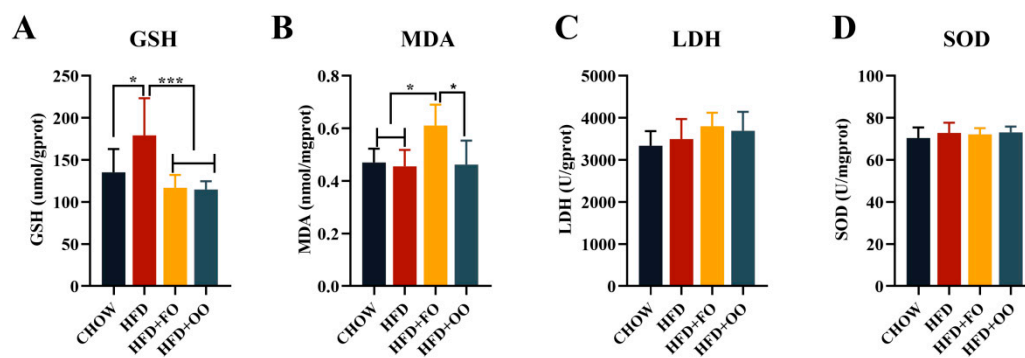 A GSH
GSH (umol/gprot)
250
200
150
100
50
0
* ***
CHOW
HFD
HFD+FO
HFD+OO
B MDA
MDA (nmol/mgprot)
0.8
0.6
0.4
0.2
0.0
* *
CHOW
HFD
HFD+FO
HFD+OO
C LDH
LDH (U/gprot)
5000
4000
3000
2000
1000
0
CHOW
HFD
HFD+FO
HFD+OO
D SOD
SOD (U/mgprot)
100
80
60
40
20
0
CHOW
HFD
HFD+FO
HFD+OO